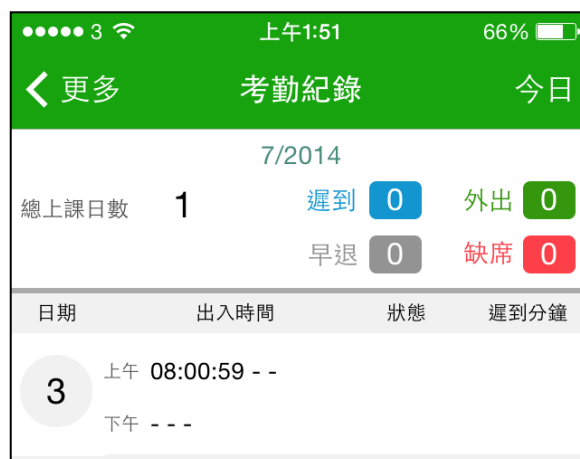 3 上午1:51 66%
更多 考勤紀錄 今日
7/2014
總上課日數 1 遲到 0 外出 0
早退 0 缺席 0
日期 出入時間 狀態 遲到分鐘
3 上午 08:00:59 - -
下午 - - -